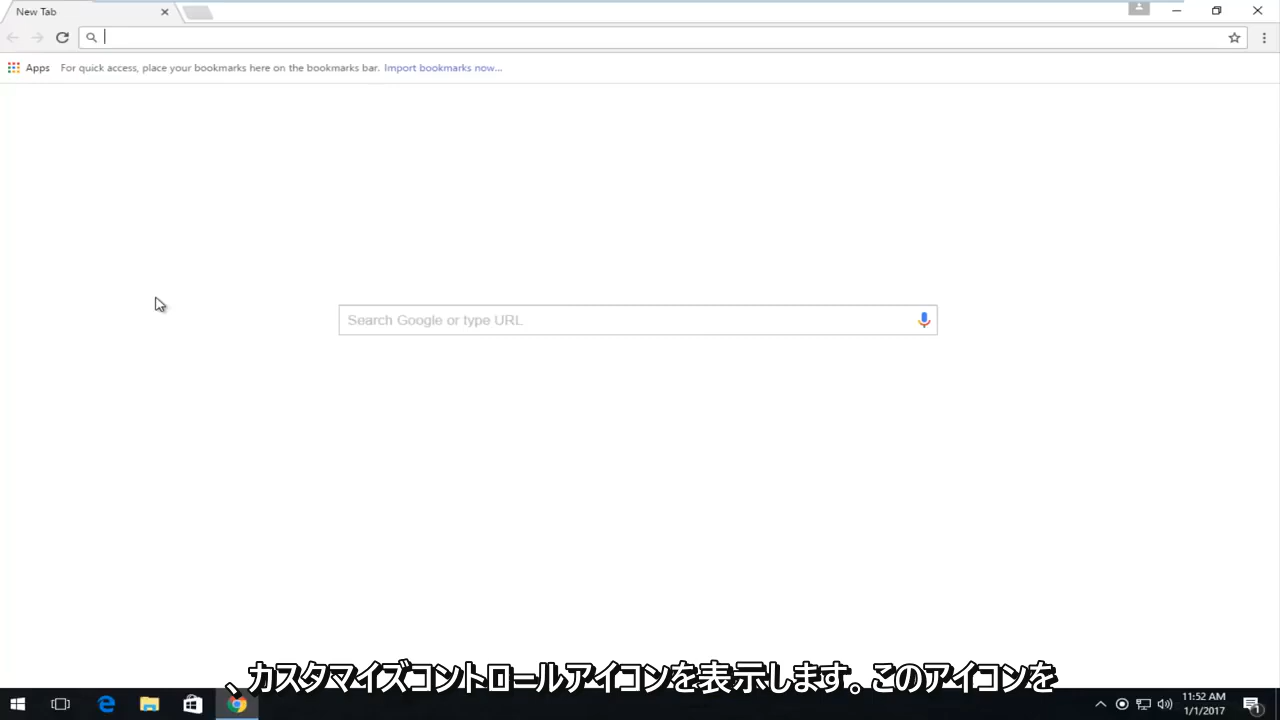 New Tab
Apps For quick access, place your bookmarks here on the bookmarks bar. Import bookmarks now...
Search Google or type URL
、カスタマイズコントロールアイコンを表示します。このアイコンを
11:52 AM
1/1/2017
1